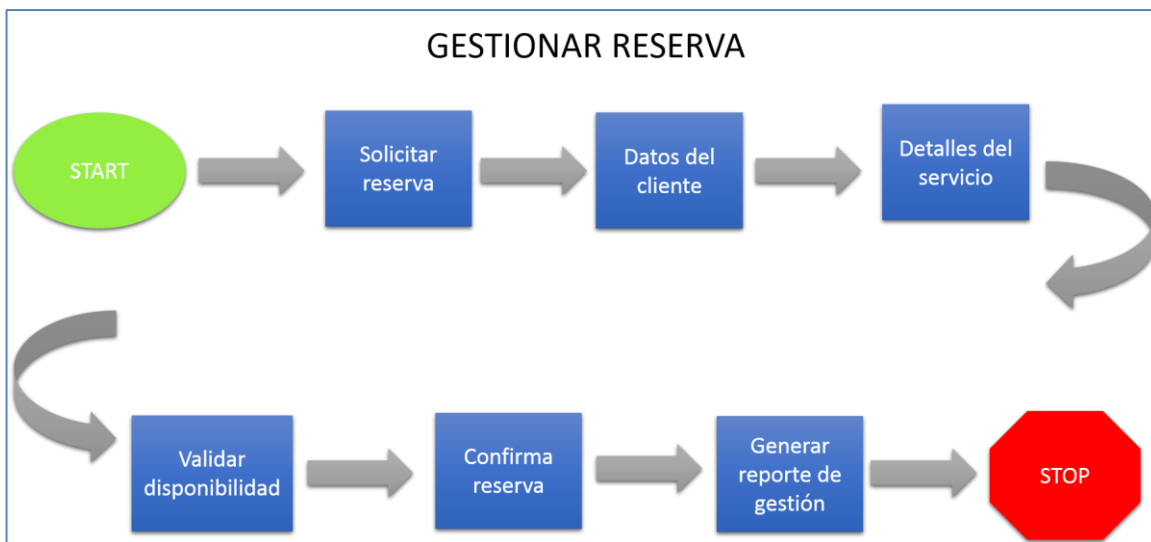 GESTIONAR RESERVA
START
Solicitar
reserva
Datos del
cliente
Detalles del
servicio
Validar
disponibilidad
Confirma
reserva
Generar
reporte de
gestión
STOP